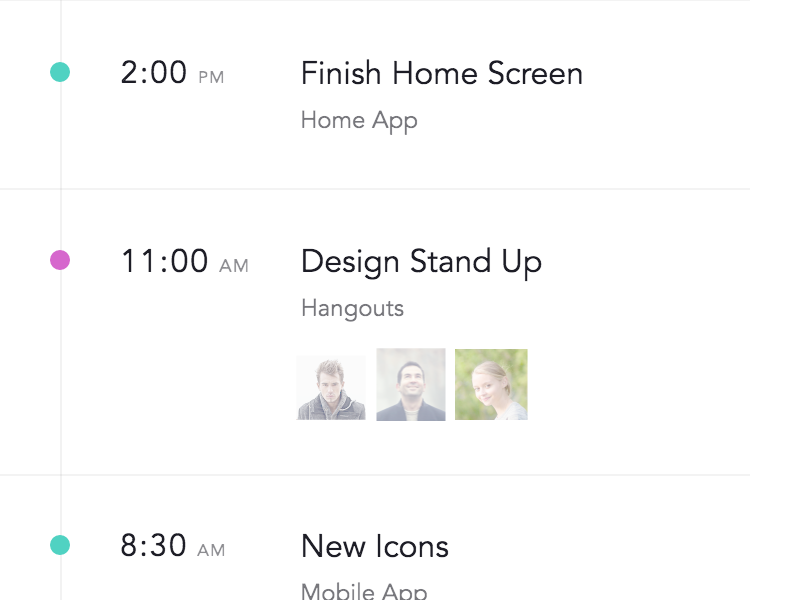 2:00 PM Finish Home Screen
Home App
11:00 AM Design Stand Up
Hangouts
8:30 AM New Icons
Mobile App